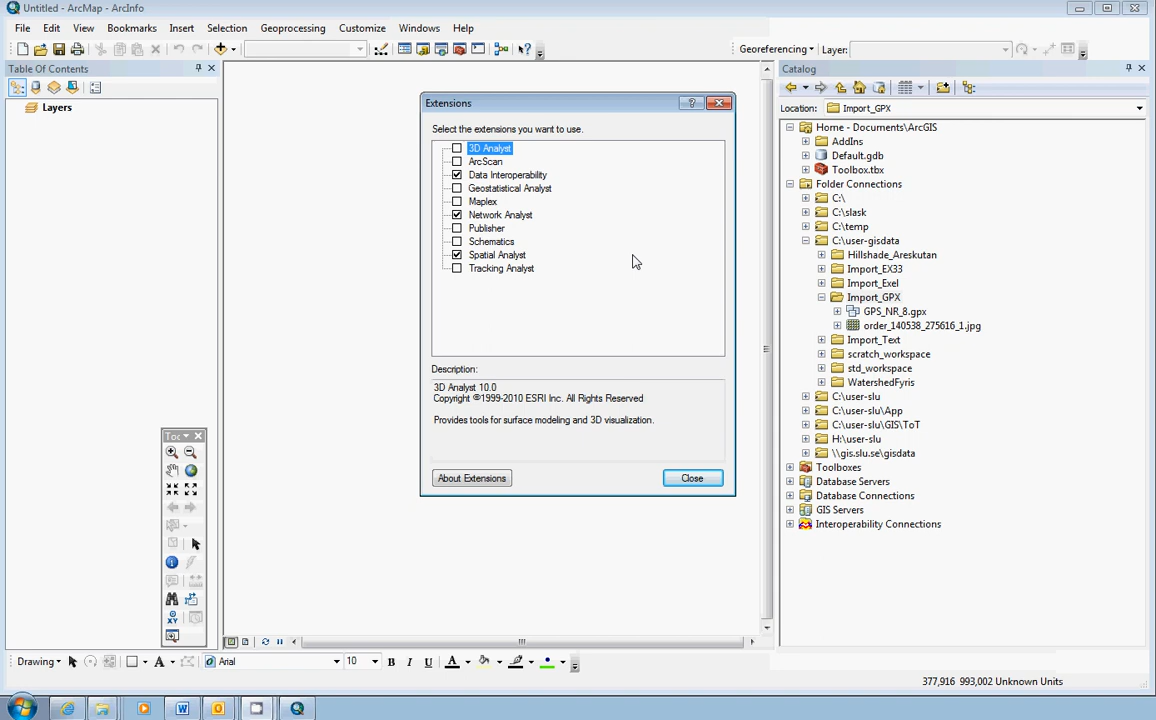 Untitled - ArcMap - ArcInfo
File Edit View Bookmarks Insert Selection Geoprocessing Customize Windows Help
Georeferencing Layer:
Table Of Contents
Layers
Extensions
Select the extensions you want to use.
3D Analyst
ArcScan
Data Interoperability
Geostatistical Analyst
Maplex
Network Analyst
Publisher
Schematics
Spatial Analyst
Tracking Analyst
Description:
3D Analyst 10.0
Copyright ©1999-2010 ESRI Inc. All Rights Reserved
Provides tools for surface modeling and 3D visualization.
About Extensions
Close
Catalog
Location: Import_GPX
Home - Documents\ArcGIS
AddIns
Default.gdb
Toolbox.tbx
Folder Connections
C:\
C:\slask
C:\temp
C:\user-gisdata
Hillshade_Areskutan
Import_EX33
Import_Exel
Import_GPX
GPS_NR_8.gpx
order_140538_275616_1.jpg
Import_Text
scratch_workspace
std_workspace
WatershedFyris
C:\user-slu
C:\user-slu\App
C:\user-slu\GIS\ToT
H:\user-slu
\\gis.slu.se\gisdata
Toolboxes
Database Servers
Database Connections
GIS Servers
Interoperability Connections
Drawing A Arial 10 B I U A
377,916 993,002 Unknown Units